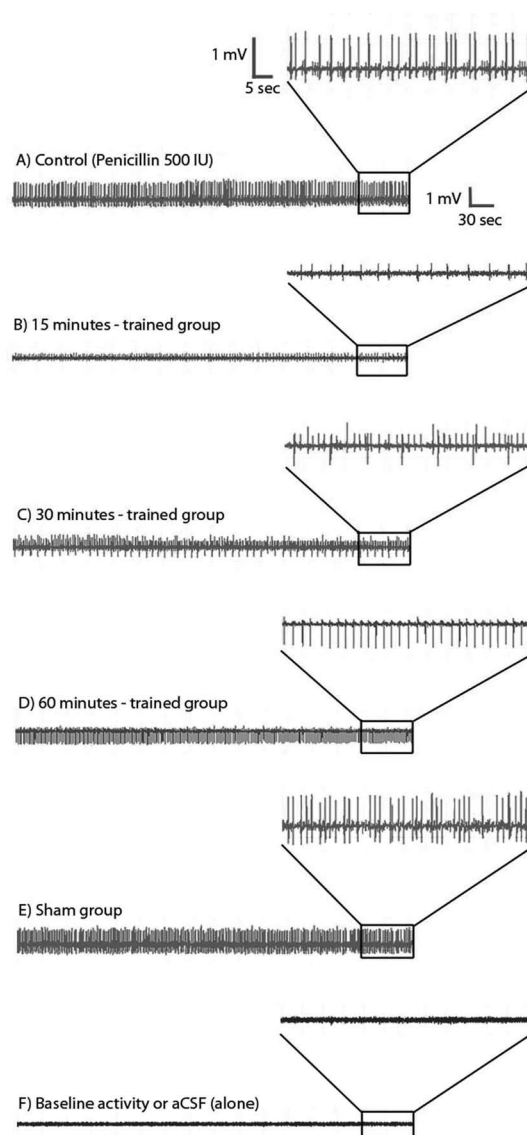 1 mV
5 sec
A) Control (Penicillin 500 IU)
1 mV
30 sec
B) 15 minutes - trained group
C) 30 minutes - trained group
D) 60 minutes - trained group
E) Sham group
F) Baseline activity or aCSF (alone)